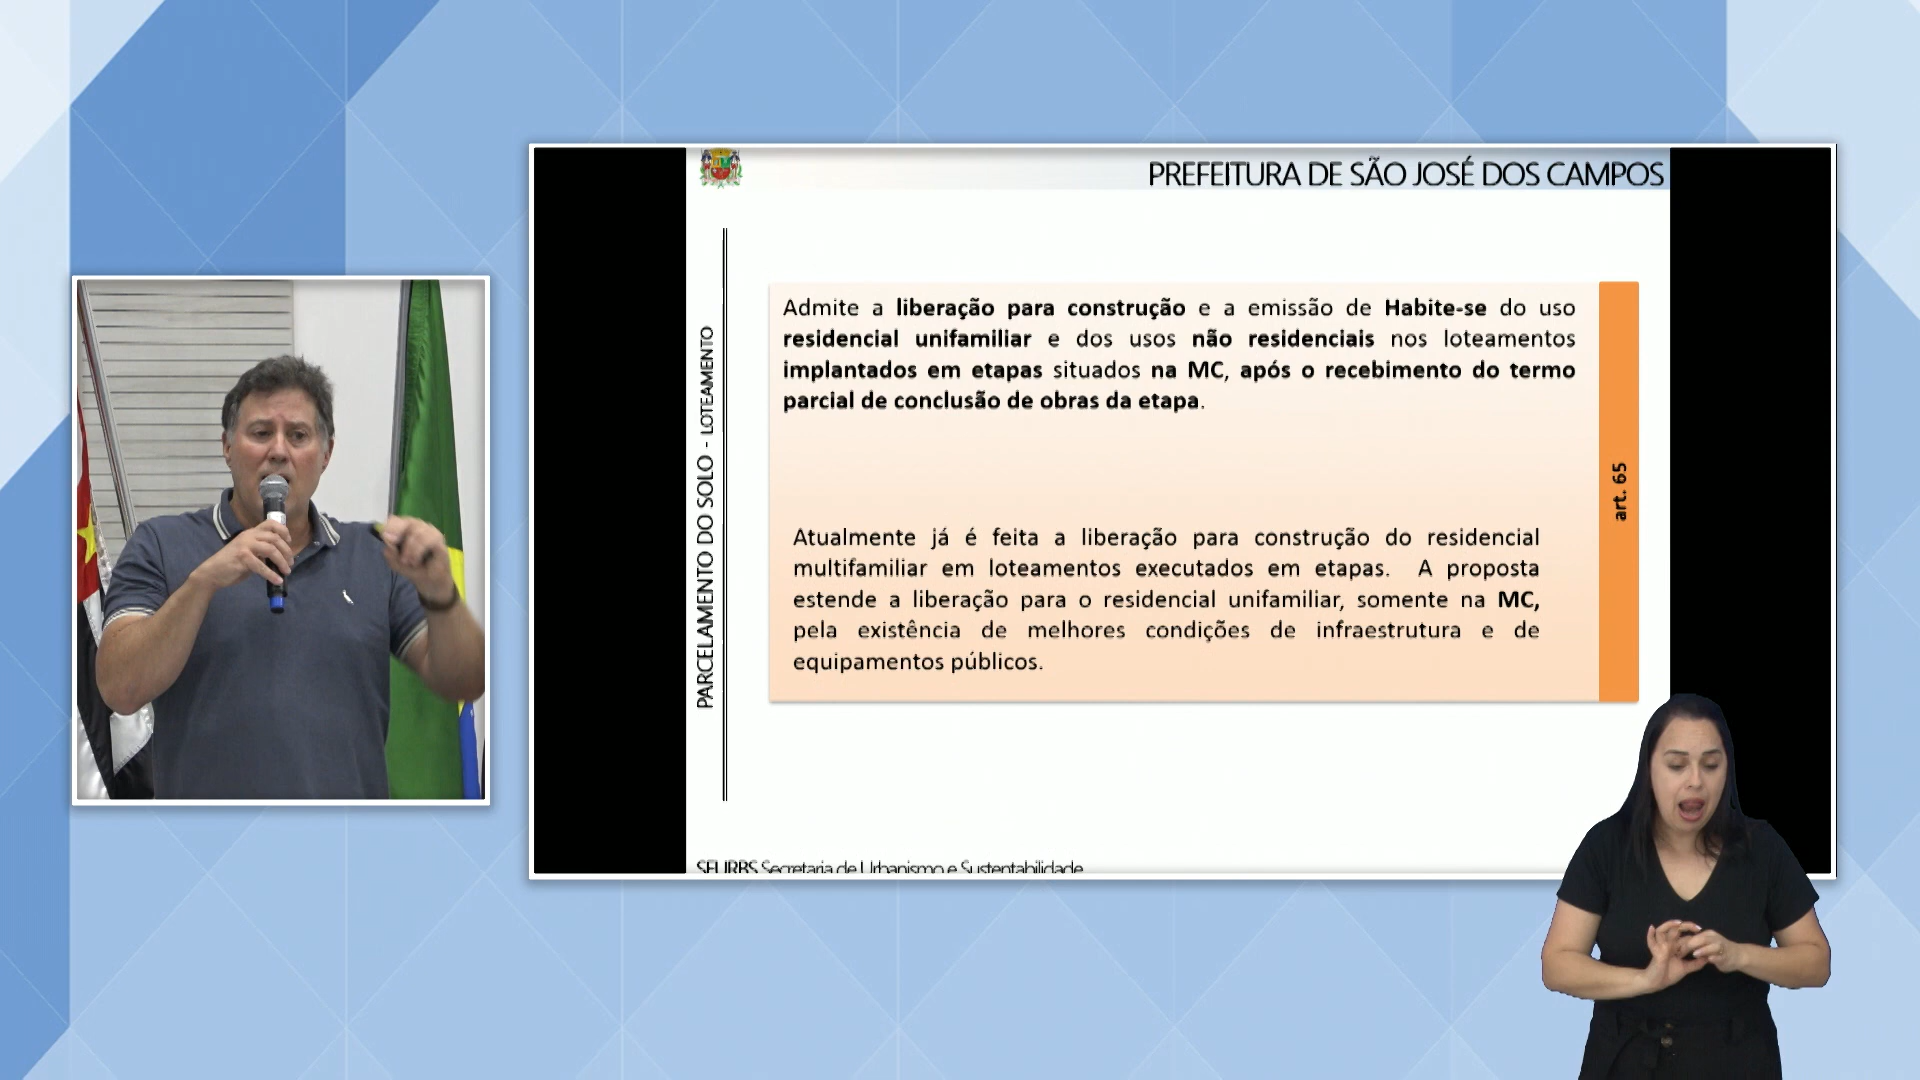 PREFEITURA DE SÃO JOSÉ DOS CAMPOS
PARCELAMENTO DO SOLO - LOTEAMENTO
Admite a liberação para construção e a emissão de Habite-se do uso
residencial unifamiliar e dos usos não residenciais nos loteamentos
implantados em etapas situados na MC, após o recebimento do termo
parcial de conclusão de obras da etapa.
Atualmente já é feita a liberação para construção do residencial
multifamiliar em loteamentos executados em etapas. A proposta
estende a liberação para o residencial unifamiliar, somente na MC,
pela existência de melhores condições de infraestrutura e de
equipamentos públicos.
art. 65
SEURBS Secretaria de Urbanismo e Sustentabilidade